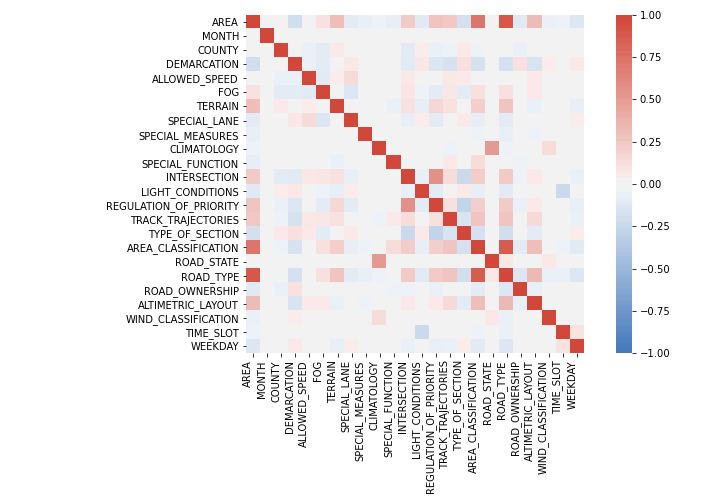 AREA
MONTH
COUNTY
DEMARCATION
ALLOWED_SPEED
FOG
TERRAIN
SPECIAL_LANE
SPECIAL_MEASURES
CLIMATOLOGY
SPECIAL_FUNCTION
INTERSECTION
LIGHT_CONDITIONS
REGULATION_OF_PRIORITY
TRACK_TRAJECTORIES
TYPE_OF_SECTION
AREA_CLASSIFICATION
ROAD_STATE
ROAD_TYPE
ROAD_OWNERSHIP
ALTIMETRIC_LAYOUT
WIND_CLASSIFICATION
TIME_SLOT
WEEKDAY
AREA
MONTH
COUNTY
DEMARCATION
ALLOWED_SPEED
FOG
TERRAIN
SPECIAL_LANE
SPECIAL_MEASURES
CLIMATOLOGY
SPECIAL_FUNCTION
INTERSECTION
LIGHT_CONDITIONS
REGULATION_OF_PRIORITY
TRACK_TRAJECTORIES
TYPE_OF_SECTION
AREA_CLASSIFICATION
ROAD_STATE
ROAD_TYPE
ROAD_OWNERSHIP
ALTIMETRIC_LAYOUT
WIND_CLASSIFICATION
TIME_SLOT
WEEKDAY
1.00
0.75
0.50
0.25
0.00
−0.25
−0.50
−0.75
−1.00